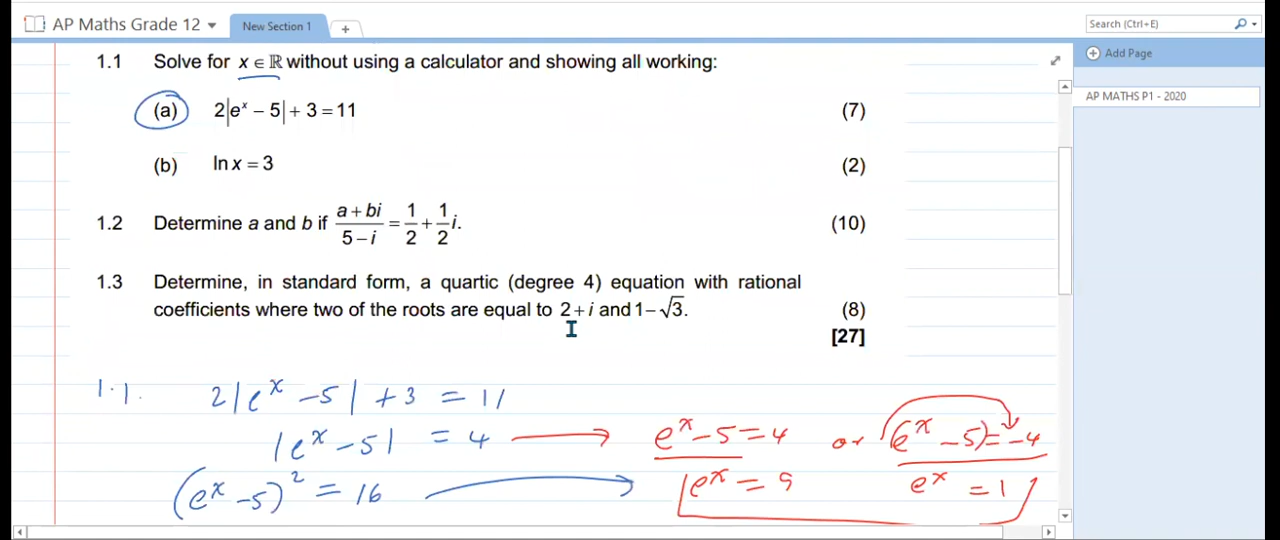 AP Maths Grade 12
New Section 1
+
Search (Ctrl+E)
Add Page
AP MATHS P1 - 2020
1.1 Solve for x ∈ ℝ without using a calculator and showing all working:
(a) 2|eˣ − 5| + 3 = 11 (7)
(b) ln x = 3 (2)
1.2 Determine a and b if (a + bi)/(5 − i) = 1/2 + 1/2 i. (10)
1.3 Determine, in standard form, a quartic (degree 4) equation with rational
coefficients where two of the roots are equal to 2 + i and 1 − √3. (8)
[27]
1.1. 2|eˣ − 5| + 3 = 11
|eˣ − 5| = 4 → eˣ − 5 = 4 or (eˣ − 5) = −4
(eˣ − 5)² = 16 → eˣ = 9 eˣ = 1